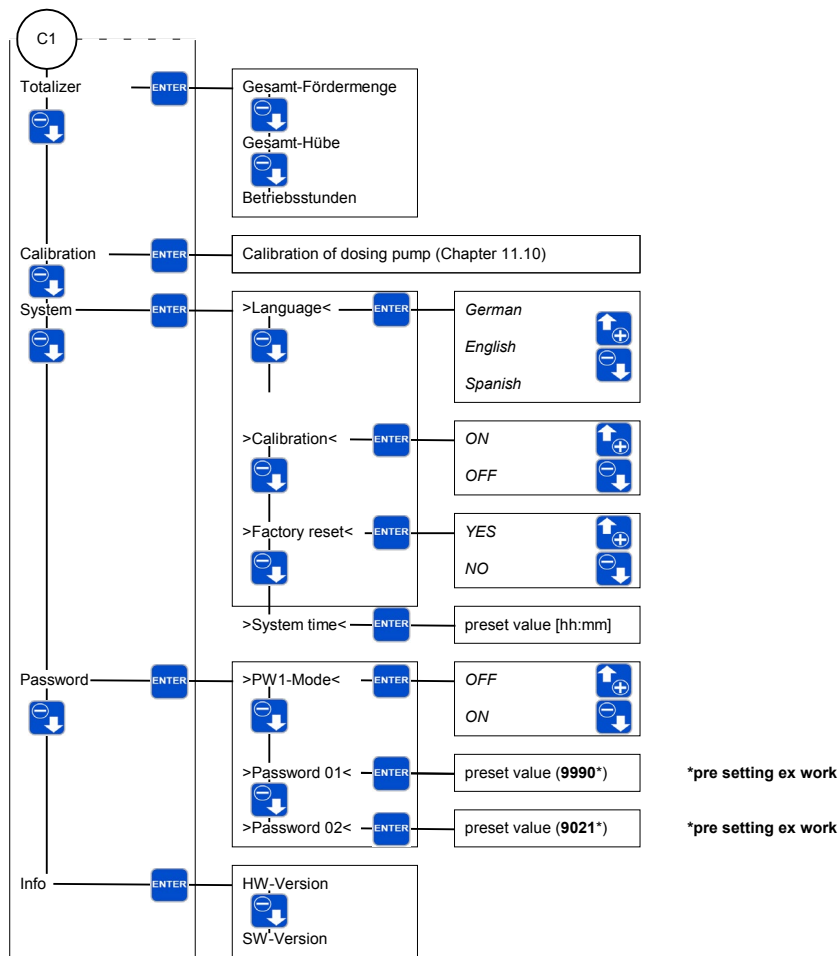 C1
Totalizer ENTER Gesamt-Fördermenge
Gesamt-Hübe
Betriebsstunden
Calibration ENTER Calibration of dosing pump (Chapter 11.10)
System ENTER >Language< ENTER German
English
Spanish
>Calibration< ENTER ON
OFF
>Factory reset< ENTER YES
NO
>System time< ENTER preset value [hh:mm]
Password ENTER >PW1-Mode< ENTER OFF
ON
>Password 01< ENTER preset value (9990*) *pre setting ex work
>Password 02< ENTER preset value (9021*) *pre setting ex work
Info ENTER HW-Version
SW-Version